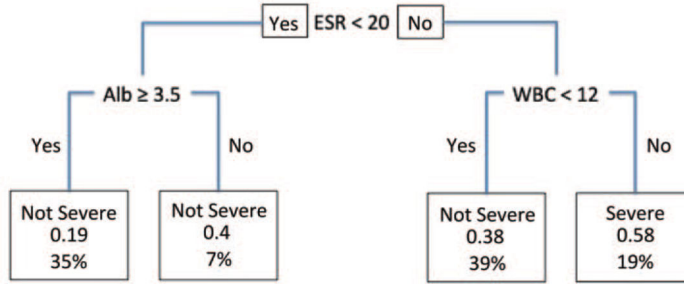 Yes ESR < 20 No
Alb ≥ 3.5
WBC < 12
Yes
No
Yes
No
Not Severe
0.19
35%
Not Severe
0.4
7%
Not Severe
0.38
39%
Severe
0.58
19%